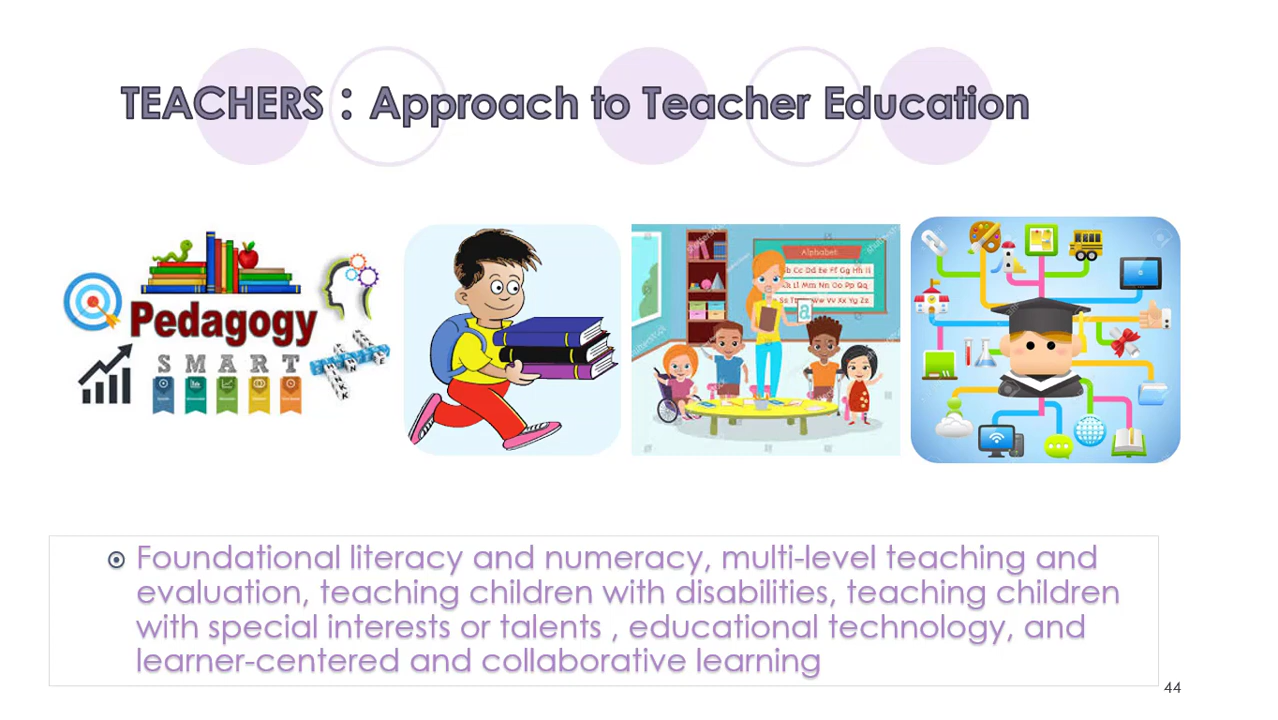 TEACHERS : Approach to Teacher Education
Pedagogy
S M A R T
Alphabet
a
Foundational literacy and numeracy, multi-level teaching and
evaluation, teaching children with disabilities, teaching children
with special interests or talents , educational technology, and
learner-centered and collaborative learning
44